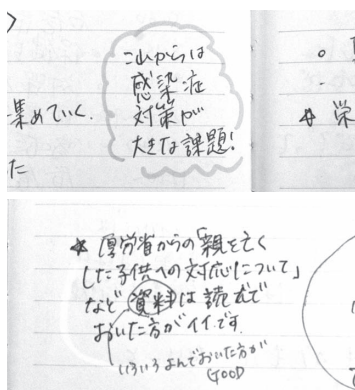 これからは
感染症
対策が
大きな課題!
集めていく.
た
☆ 栄
☆ 厚労省からの「親を亡く
した子供への対応について」
など資料は読んで
おいた方がイイです.
いろいろよんでおいた方が
GOOD